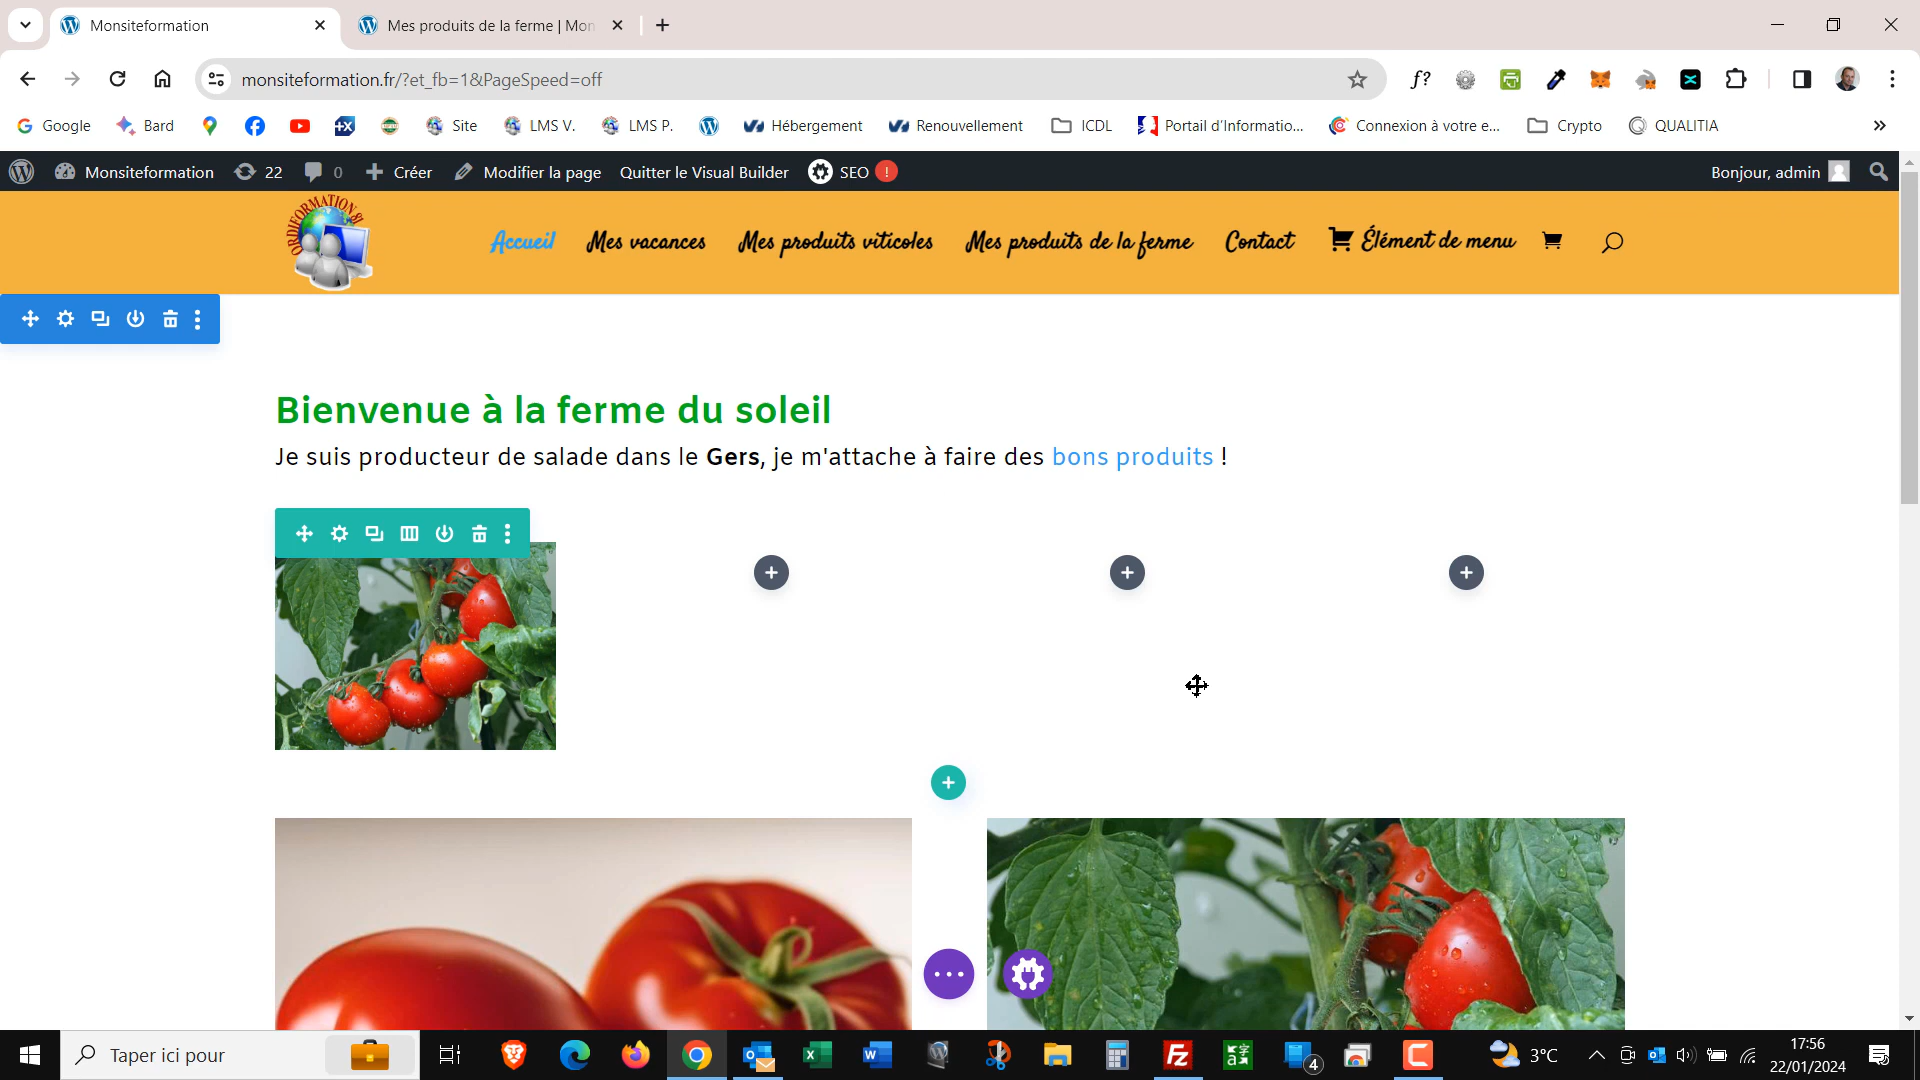 Monsiteformation
Mes produits de la ferme | Mon
monsiteformation.fr/?et_fb=1&PageSpeed=off
f?
Google
Bard
Site
LMS V.
LMS P.
Hébergement
Renouvellement
ICDL
Portail d'Informatio...
Connexion à votre e...
Crypto
QUALITIA
Monsiteformation
22
0
Créer
Modifier la page
Quitter le Visual Builder
SEO
!
Bonjour, admin
ORDIFORMATION 81
Accueil
Mes vacances
Mes produits viticoles
Mes produits de la ferme
Contact
Élément de menu
Bienvenue à la ferme du soleil
Je suis producteur de salade dans le Gers, je m'attache à faire des bons produits !
Taper ici pour
4
3°C
17:56
22/01/2024